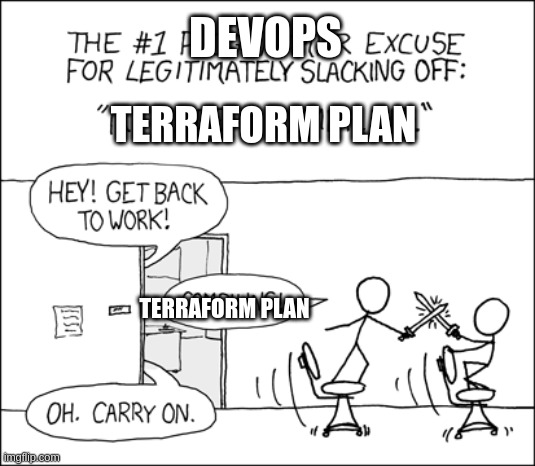 DEVOPS
THE #1 EXCUSE
FOR LEGITIMATELY SLACKING OFF:
"TERRAFORM PLAN"
HEY! GET BACK
TO WORK!
TERRAFORM PLAN
OH. CARRY ON.
imgflip.com